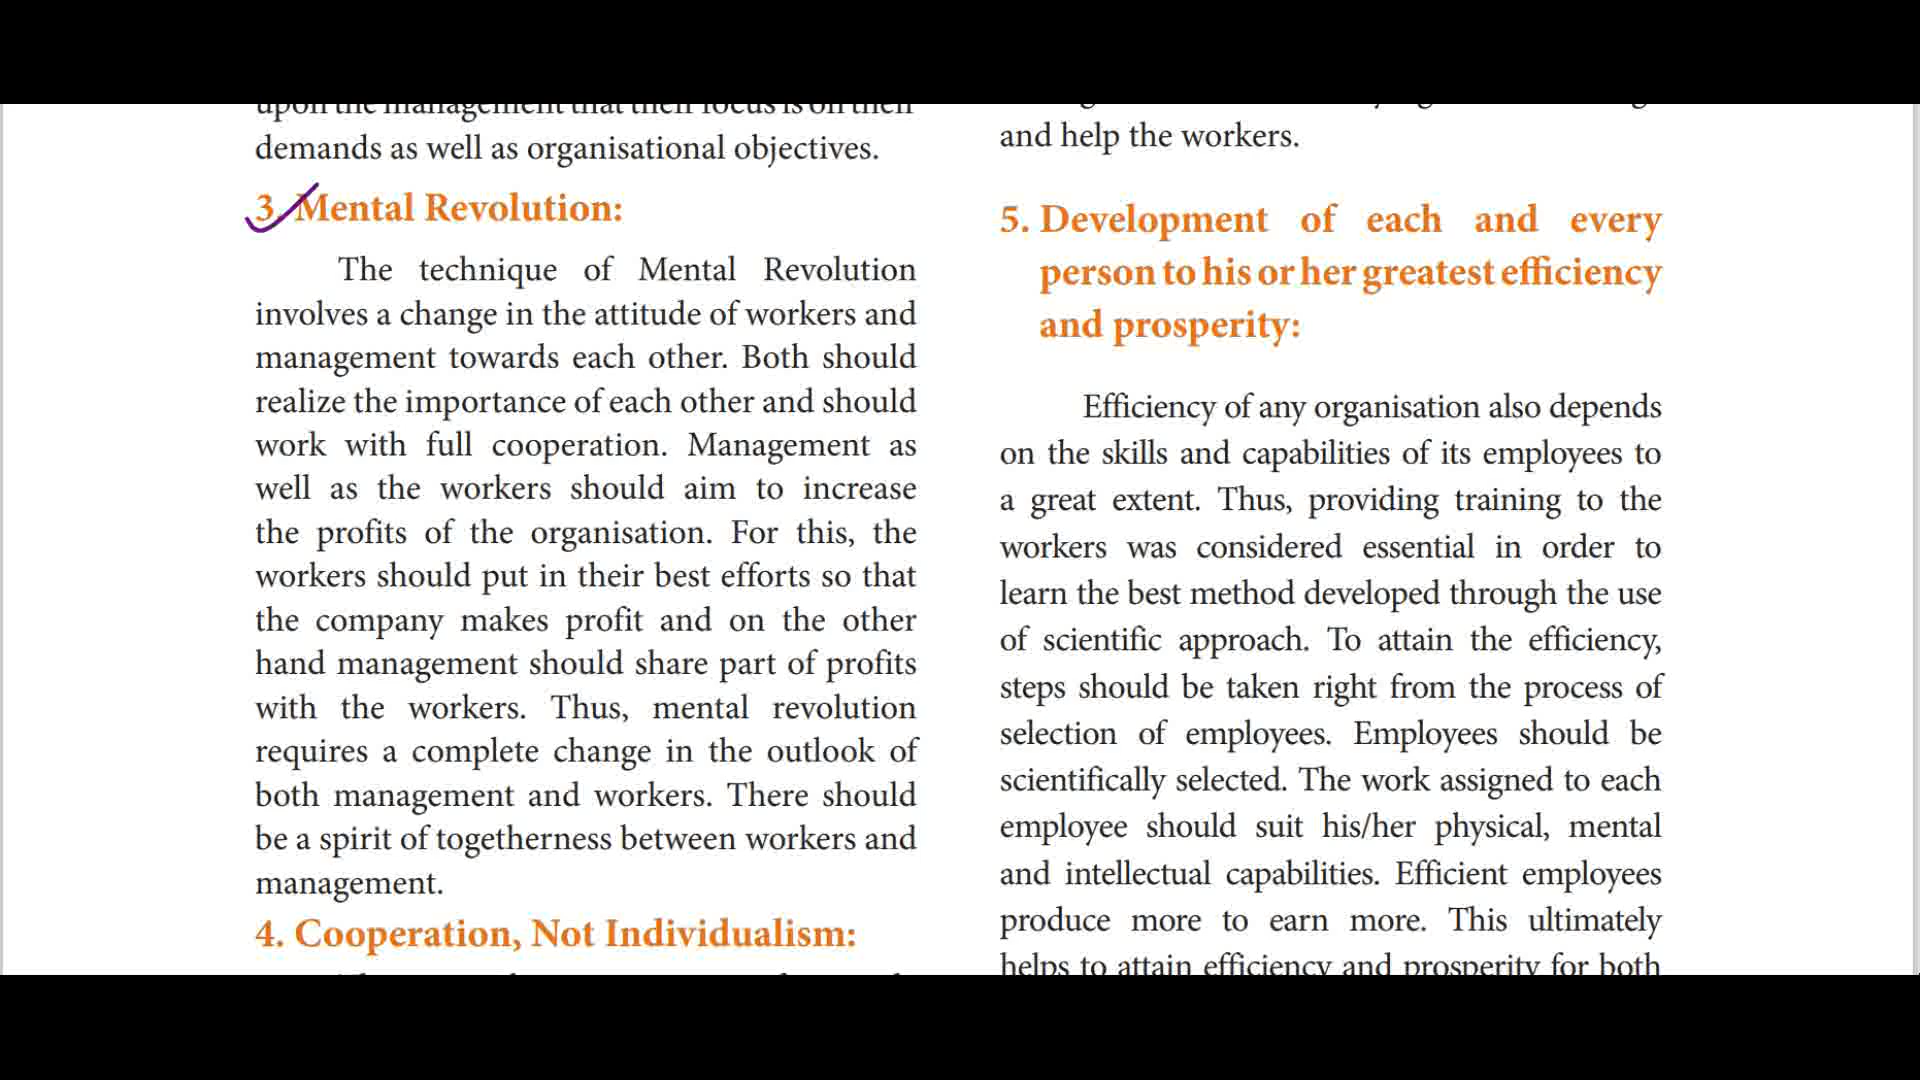 upon the management that their focus is on their
demands as well as organisational objectives.
3. Mental Revolution:
The technique of Mental Revolution
involves a change in the attitude of workers and
management towards each other. Both should
realize the importance of each other and should
work with full cooperation. Management as
well as the workers should aim to increase
the profits of the organisation. For this, the
workers should put in their best efforts so that
the company makes profit and on the other
hand management should share part of profits
with the workers. Thus, mental revolution
requires a complete change in the outlook of
both management and workers. There should
be a spirit of togetherness between workers and
management.
4. Cooperation, Not Individualism:
and help the workers.
5. Development of each and every
person to his or her greatest efficiency
and prosperity:
Efficiency of any organisation also depends
on the skills and capabilities of its employees to
a great extent. Thus, providing training to the
workers was considered essential in order to
learn the best method developed through the use
of scientific approach. To attain the efficiency,
steps should be taken right from the process of
selection of employees. Employees should be
scientifically selected. The work assigned to each
employee should suit his/her physical, mental
and intellectual capabilities. Efficient employees
produce more to earn more. This ultimately
helps to attain efficiency and prosperity for both